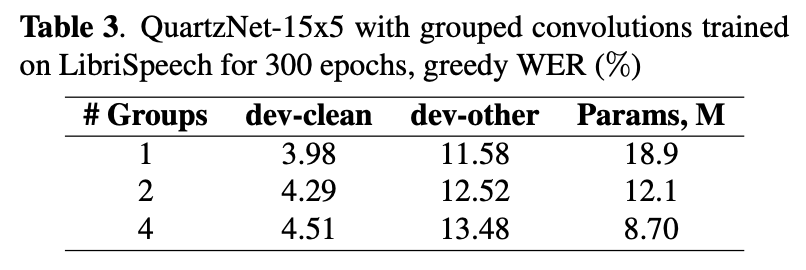 Table 3. QuartzNet-15x5 with grouped convolutions trained
on LibriSpeech for 300 epochs, greedy WER (%)
# Groups dev-clean dev-other Params, M
1 3.98 11.58 18.9
2 4.29 12.52 12.1
4 4.51 13.48 8.70